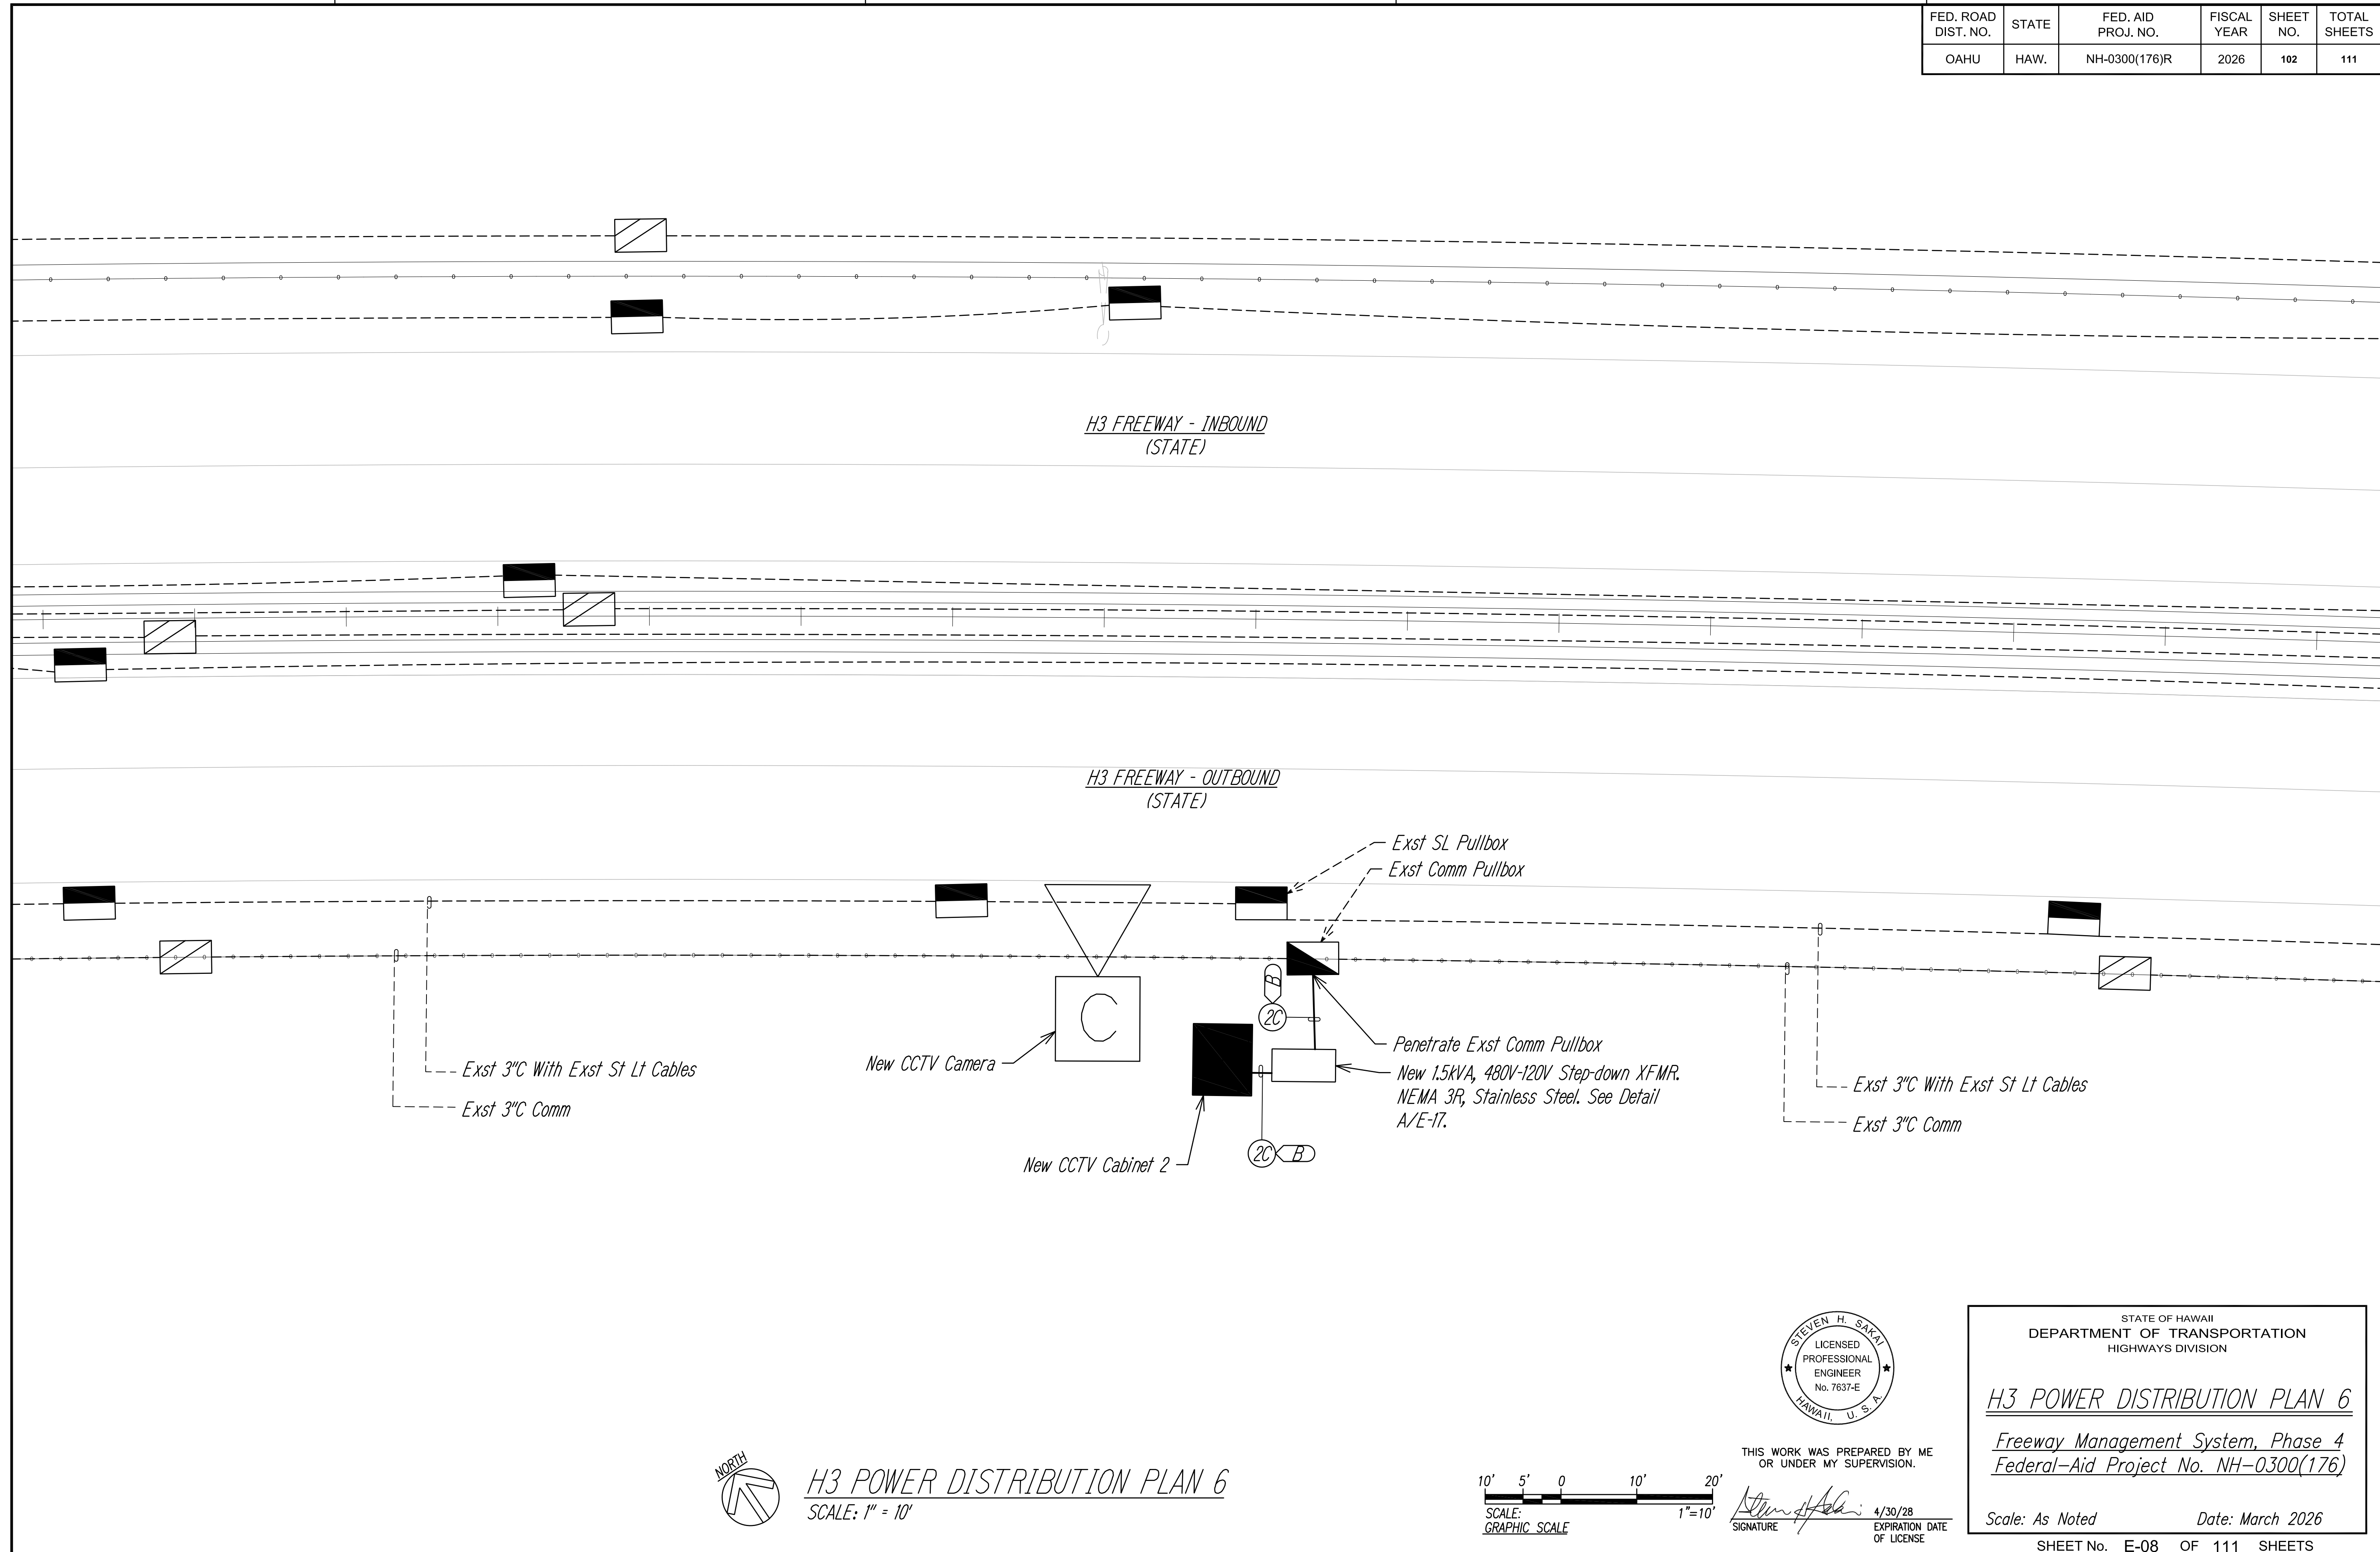 FED. ROAD DIST. NO. STATE FED. AID PROJ. NO. FISCAL YEAR SHEET NO. TOTAL SHEETS
OAHU HAW. NH-0300(176)R 2026 102 111
H3 FREEWAY - INBOUND
(STATE)
H3 FREEWAY - OUTBOUND
(STATE)
Exst SL Pullbox
Exst Comm Pullbox
B
2C
C
New CCTV Camera
Penetrate Exst Comm Pullbox
New 1.5kVA, 480V-120V Step-down XFMR.
NEMA 3R, Stainless Steel. See Detail
A/E-17.
Exst 3"C With Exst St Lt Cables
Exst 3"C Comm
Exst 3"C With Exst St Lt Cables
Exst 3"C Comm
New CCTV Cabinet 2
2C B
STEVEN H. SAKAI
LICENSED
PROFESSIONAL
ENGINEER
No. 7637-E
HAWAII, U. S. A.
THIS WORK WAS PREPARED BY ME
OR UNDER MY SUPERVISION.
4/30/28
SIGNATURE
EXPIRATION DATE
OF LICENSE
NORTH
H3 POWER DISTRIBUTION PLAN 6
SCALE: 1" = 10'
10' 5' 0 10' 20'
SCALE: 1"=10'
GRAPHIC SCALE
STATE OF HAWAII
DEPARTMENT OF TRANSPORTATION
HIGHWAYS DIVISION
H3 POWER DISTRIBUTION PLAN 6
Freeway Management System, Phase 4
Federal-Aid Project No. NH-0300(176)
Scale: As Noted Date: March 2026
SHEET No. E-08 OF 111 SHEETS